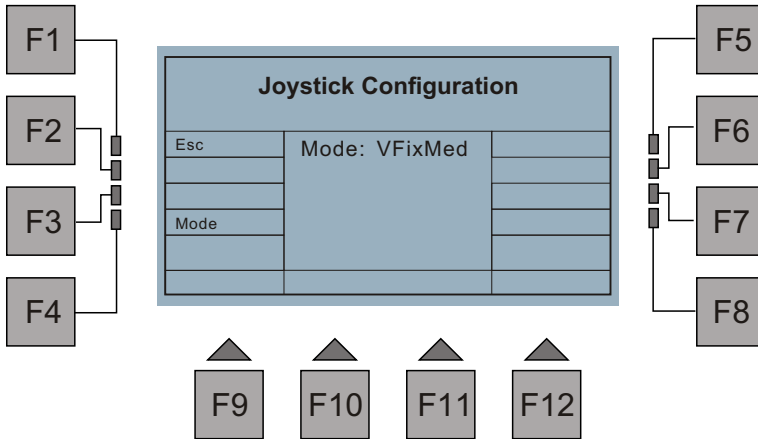 F1
F5
Joystick Configuration
F2
F6
Esc
Mode: VFixMed
F3
F7
Mode
F4
F8
F9
F10
F11
F12